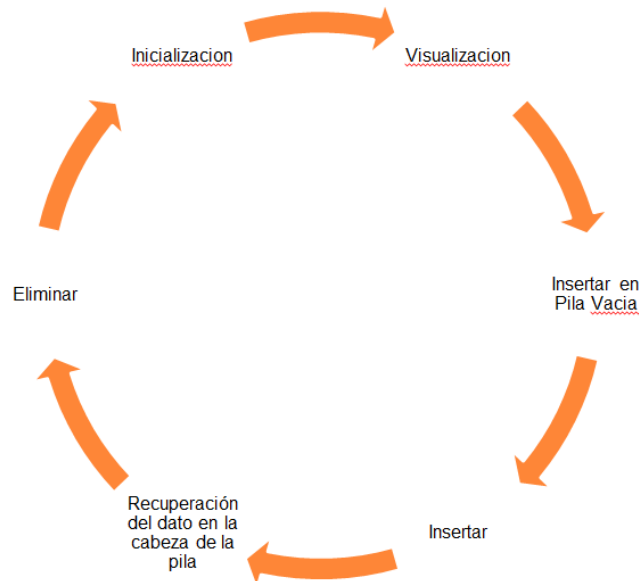 Inicializacion
Visualizacion
Insertar en
Pila Vacia
Insertar
Recuperación
del dato en la
cabeza de la
pila
Eliminar